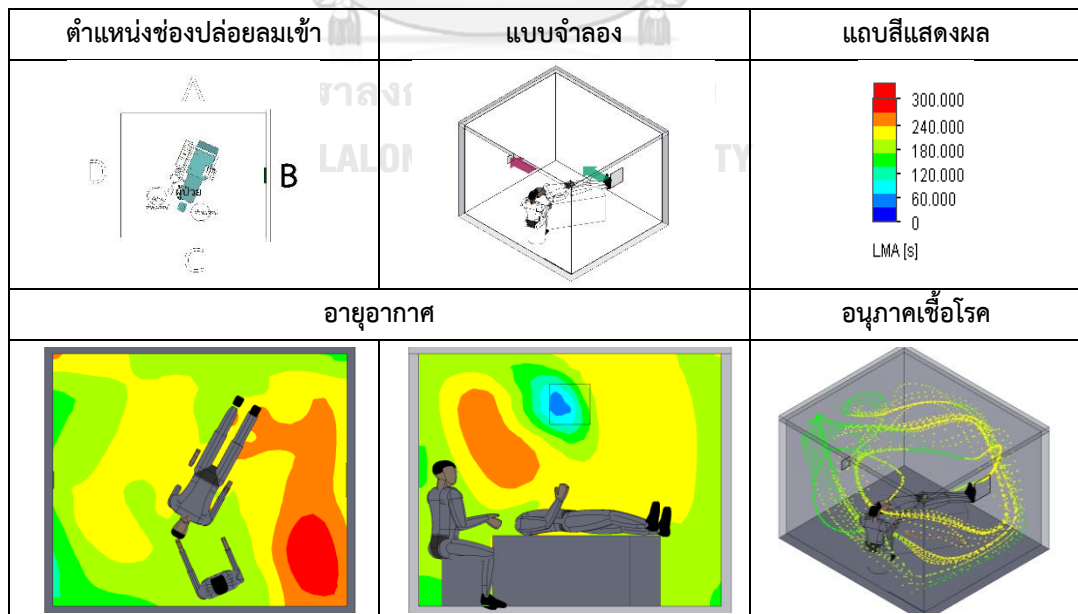 ตำแหน่งช่องปล่อยลมเข้า
แบบจำลอง
แถบสีแสดงผล
A
D
B
C
ผู้ป่วย
300.000
240.000
180.000
120.000
60.000
0
LMA [s]
อายุอากาศ
อนุภาคเชื้อโรค